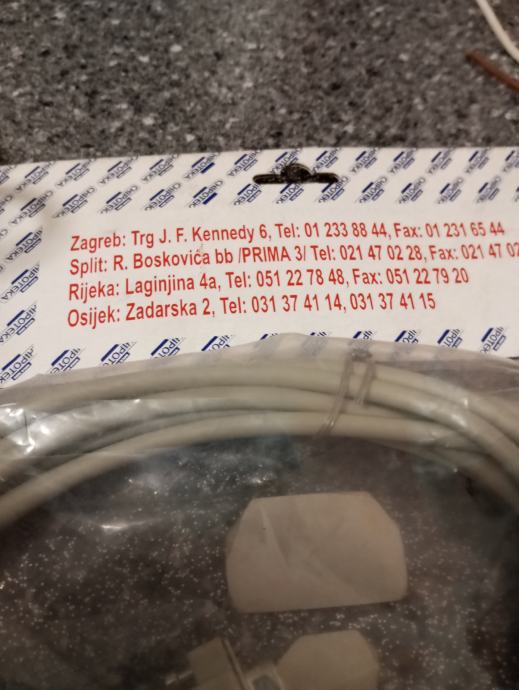 Zagreb: Trg J. F. Kennedy 6, Tel: 01 233 88 44, Fax: 01 231 65 44
Split: R. Boskovića bb /PRIMA 3/ Tel: 021 47 02 28, Fax: 021 47 02
Rijeka: Laginjina 4a, Tel: 051 22 78 48, Fax: 051 22 79 20
Osijek: Zadarska 2, Tel: 031 37 41 14, 031 37 41 15
CHIPOTEKA